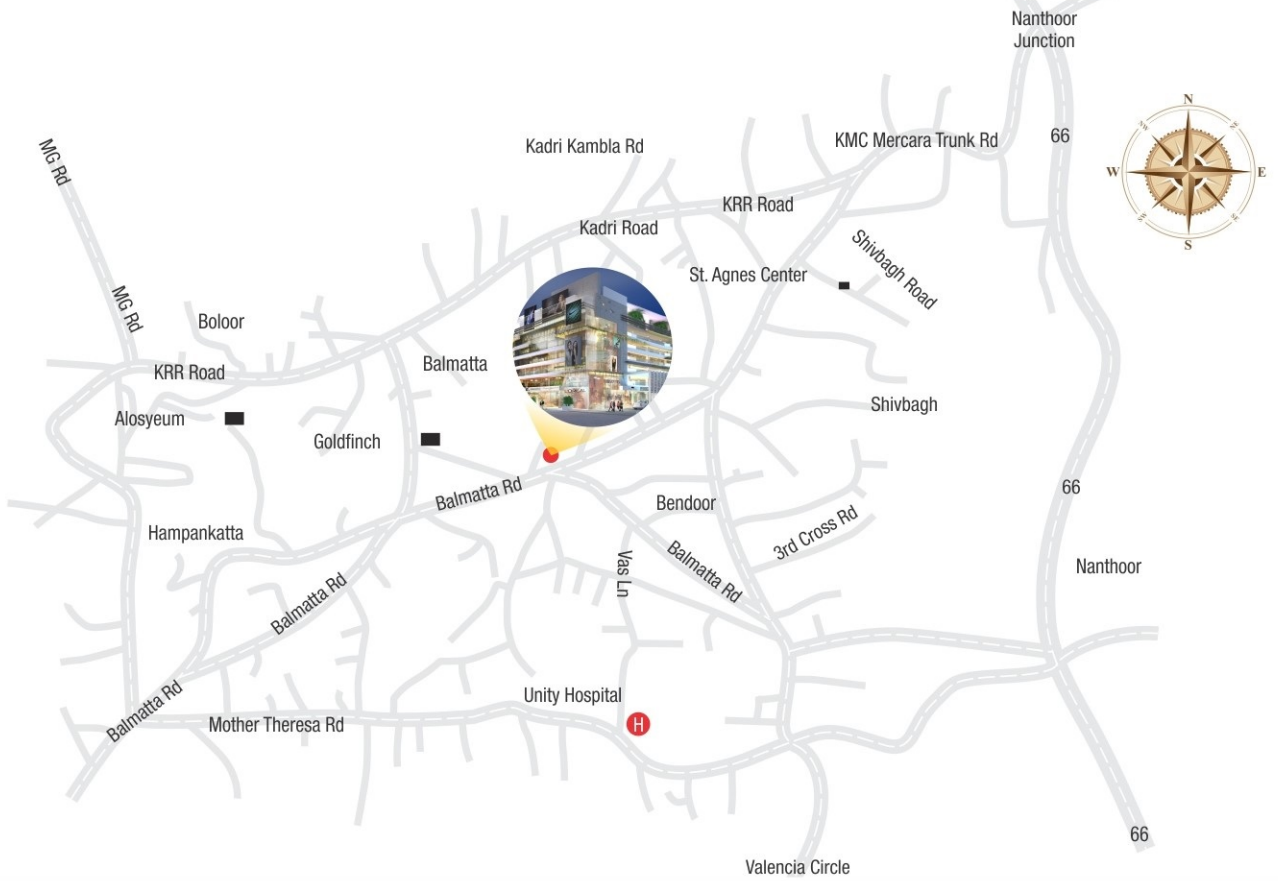 Nanthoor
Junction
N
W
E
S
66
KMC Mercara Trunk Rd
Kadri Kambla Rd
MG Rd
KRR Road
Kadri Road
Shivbagh Road
St. Agnes Center
MG Rd
Boloor
Balmatta
KRR Road
Alosyeum
Goldfinch
Shivbagh
Balmatta Rd
Bendoor
66
3rd Cross Rd
Hampankatta
Vas Ln
Balmatta Rd
Nanthoor
Balmatta Rd
Unity Hospital
H
Balmatta Rd
Mother Theresa Rd
66
Valencia Circle